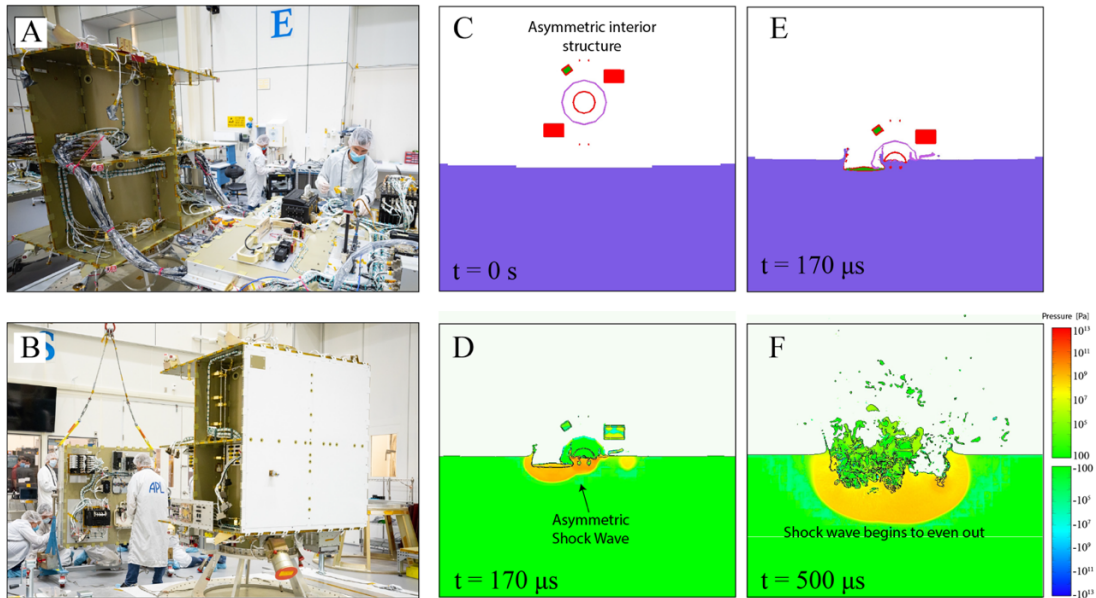 A
E
C
Asymmetric interior
structure
t = 0 s
E
t = 170 μs
B
S
APL
D
Asymmetric
Shock Wave
t = 170 μs
F
Shock wave begins to even out
t = 500 μs
Pressure [Pa]
10¹³
10¹¹
10⁹
10⁷
10⁵
100
-100
-10⁵
-10⁷
-10⁹
-10¹¹
-10¹³